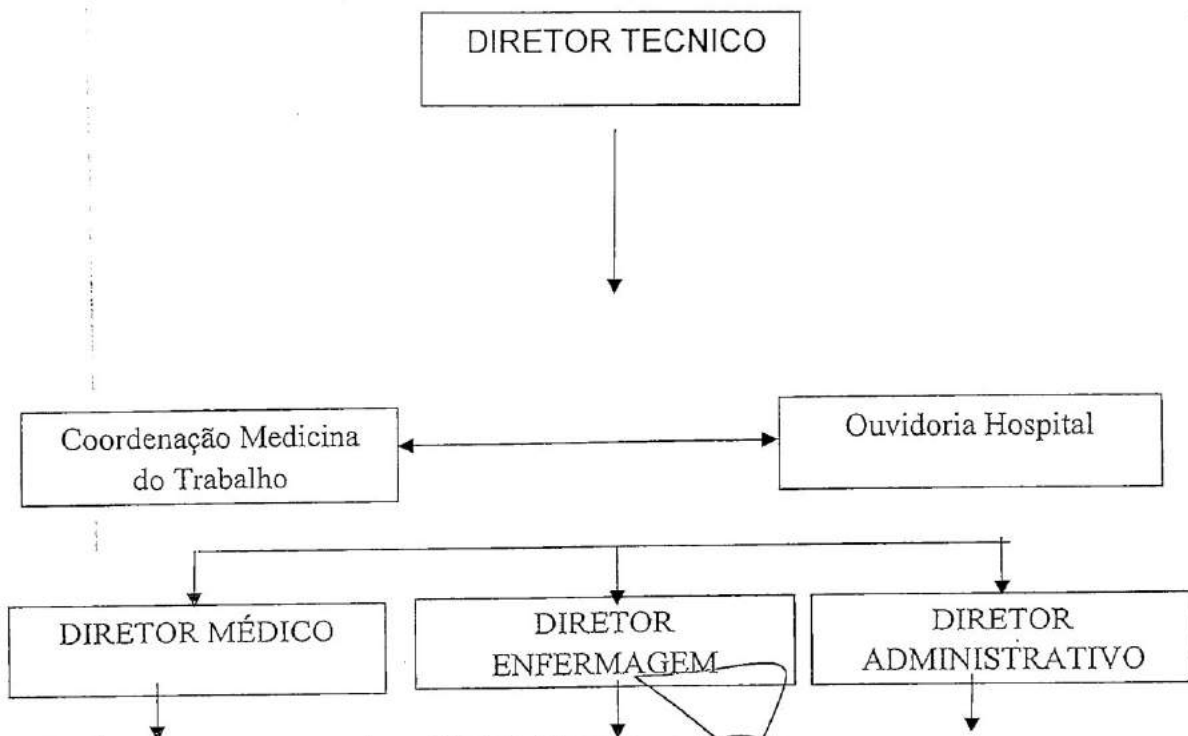 DIRETOR TECNICO
Coordenação Medicina
do Trabalho
Ouvidoria Hospital
DIRETOR MÉDICO
DIRETOR
ENFERMAGEM
DIRETOR
ADMINISTRATIVO